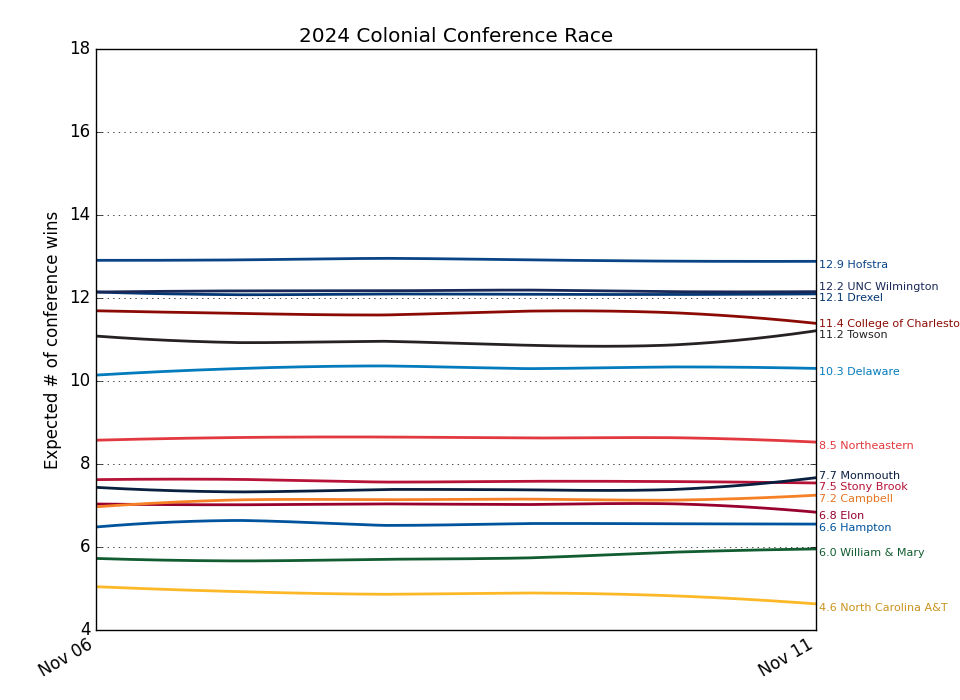 2024 Colonial Conference Race
Expected # of conference wins
18
16
14
12
10
8
6
4
Nov 06
Nov 11
12.9 Hofstra
12.2 UNC Wilmington
12.1 Drexel
11.4 College of Charlesto
11.2 Towson
10.3 Delaware
8.5 Northeastern
7.7 Monmouth
7.5 Stony Brook
7.2 Campbell
6.8 Elon
6.6 Hampton
6.0 William & Mary
4.6 North Carolina A&T